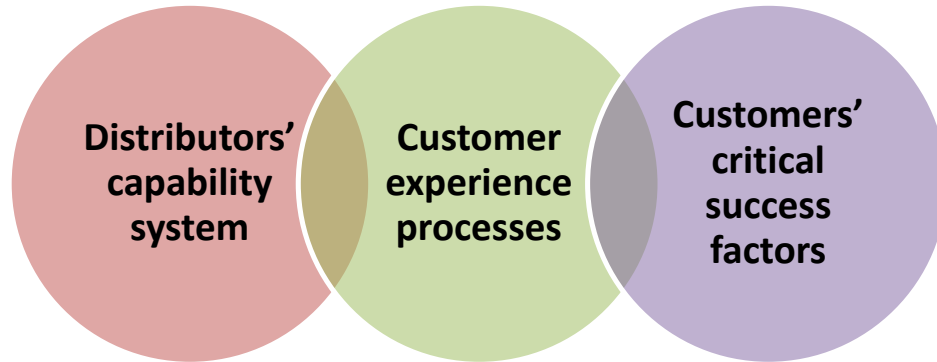 Distributors’
capability
system
Customer
experience
processes
Customers’
critical
success
factors